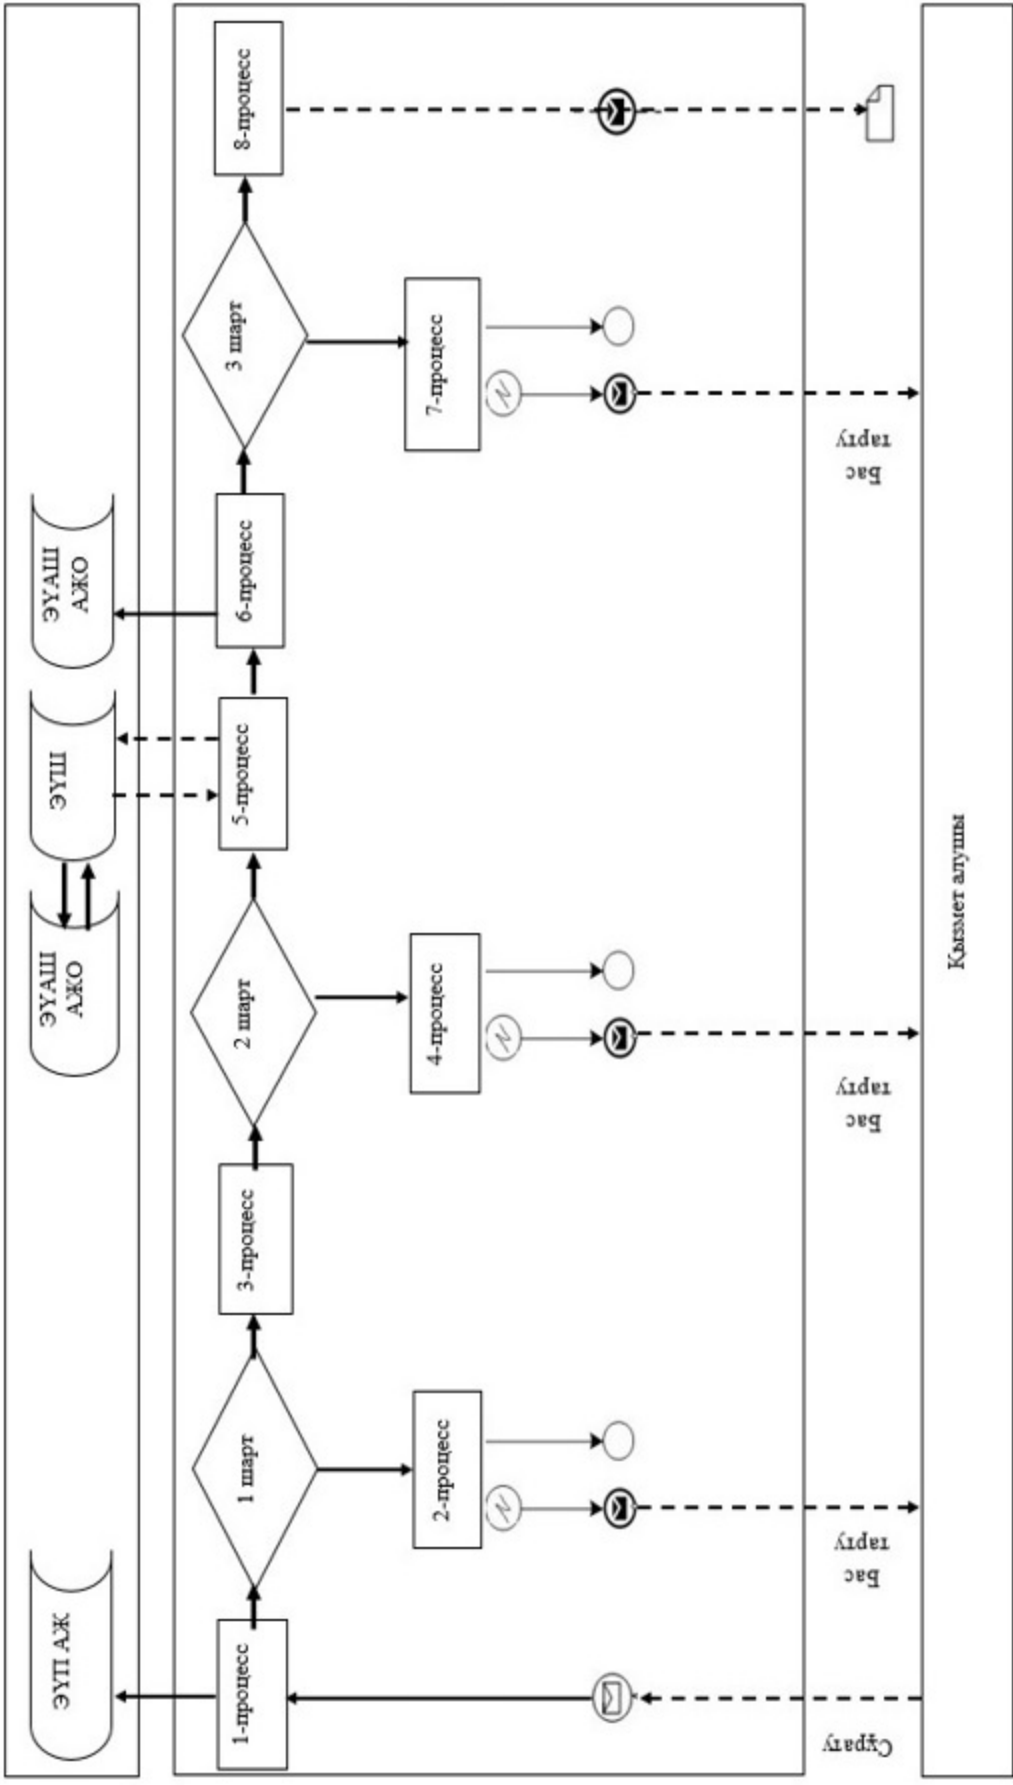 ЭҮП АЖ
ЭҮАШ
АЖО
ЭҮШ
ЭҮАШ
АЖО
1-процесс
1 шарт
3-процесс
2 шарт
5-процесс
6-процесс
3 шарт
8-процесс
2-процесс
4-процесс
7-процесс
Сұрату
Бас
тарту
Бас
тарту
Бас
тарту
Қызмет алушы